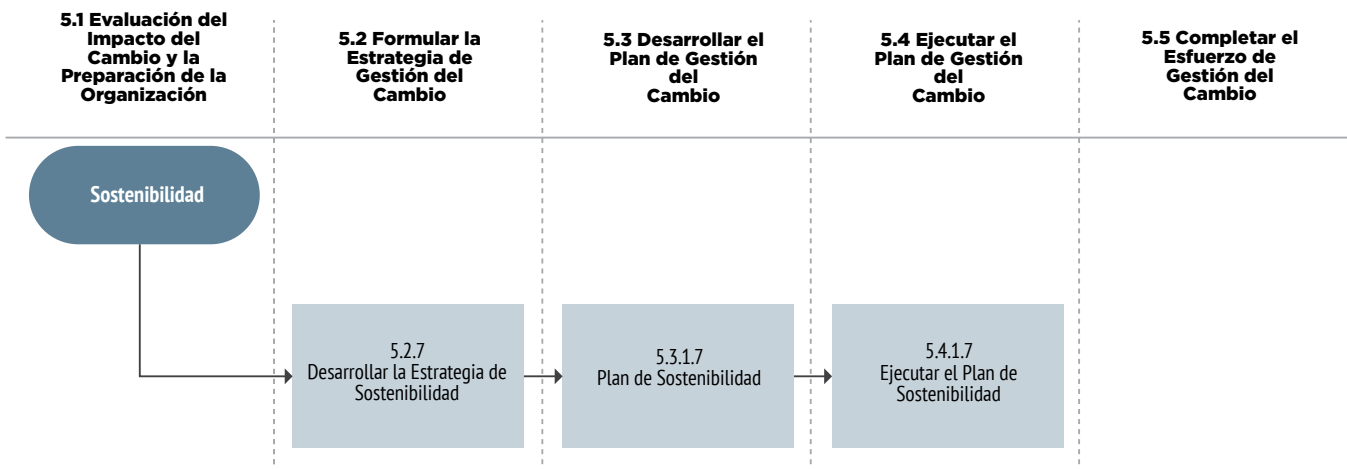 5.1 Evaluación del
Impacto del
Cambio y la
Preparación de la
Organización
5.2 Formular la
Estrategia de
Gestión del
Cambio
5.3 Desarrollar el
Plan de Gestión
del
Cambio
5.4 Ejecutar el
Plan de Gestión
del
Cambio
5.5 Completar el
Esfuerzo de
Gestión del
Cambio
Sostenibilidad
5.2.7
Desarrollar la Estrategia de
Sostenibilidad
5.3.1.7
Plan de Sostenibilidad
5.4.1.7
Ejecutar el Plan de
Sostenibilidad